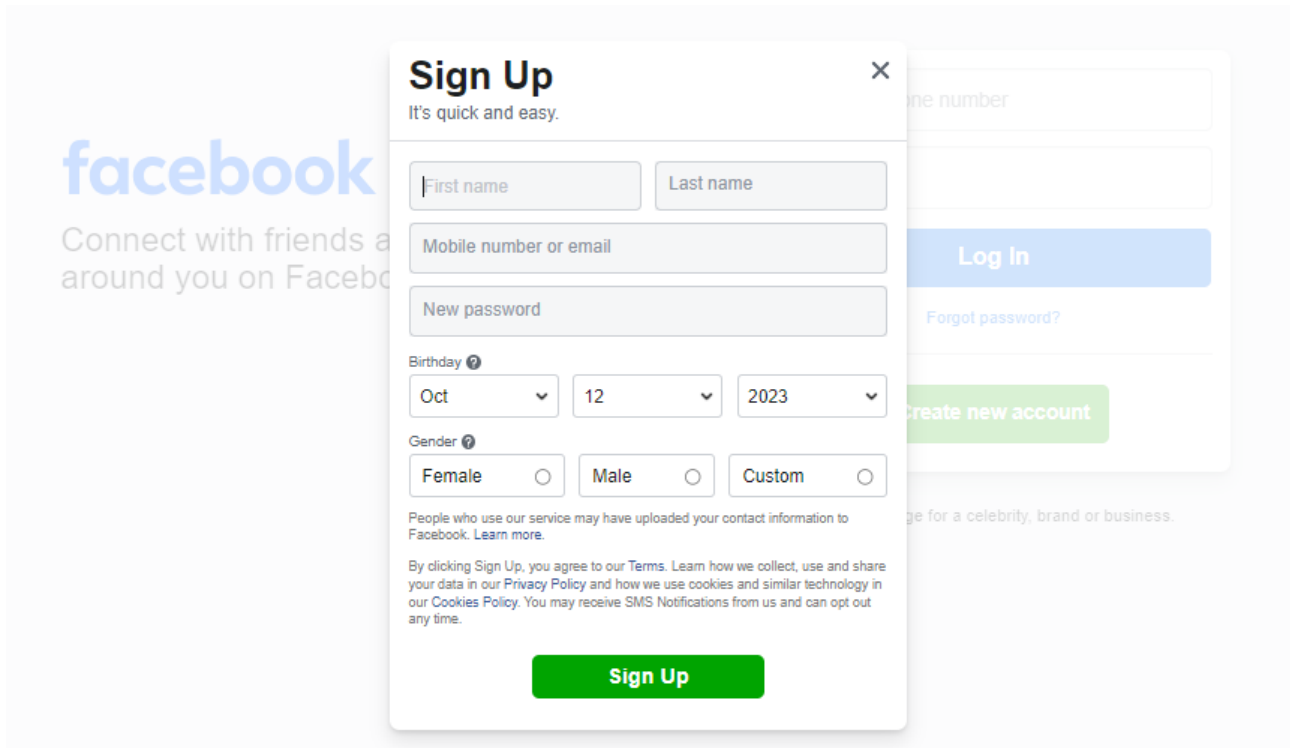 Sign Up
It's quick and easy.
facebook
Connect with friends a
around you on Facebo
First name
Last name
Mobile number or email
New password
Birthday
Oct
12
2023
Gender
Female
Male
Custom
People who use our service may have uploaded your contact information to
Facebook. Learn more.
By clicking Sign Up, you agree to our Terms. Learn how we collect, use and share
your data in our Privacy Policy and how we use cookies and similar technology in
our Cookies Policy. You may receive SMS Notifications from us and can opt out
any time.
Sign Up
one number
Log In
Forgot password?
Create new account
ge for a celebrity, brand or business.